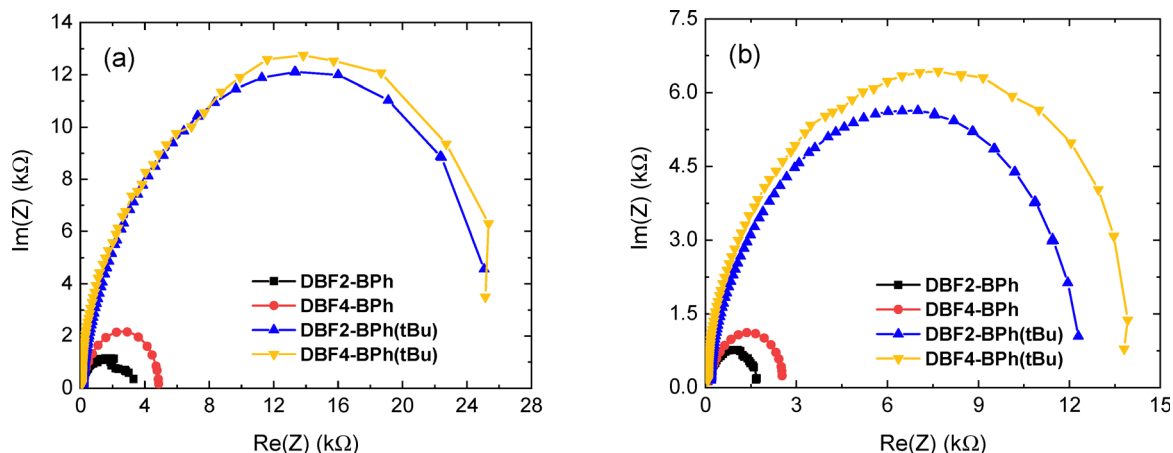 (a)
14
12
10
8
6
4
2
0
Im(Z) (kΩ)
DBF2-BPh
DBF4-BPh
DBF2-BPh(tBu)
DBF4-BPh(tBu)
0 4 8 12 16 20 24 28
Re(Z) (kΩ)
(b)
7.5
6.0
4.5
3.0
1.5
0.0
Im(Z) (kΩ)
DBF2-BPh
DBF4-BPh
DBF2-BPh(tBu)
DBF4-BPh(tBu)
0 3 6 9 12 15
Re(Z) (kΩ)